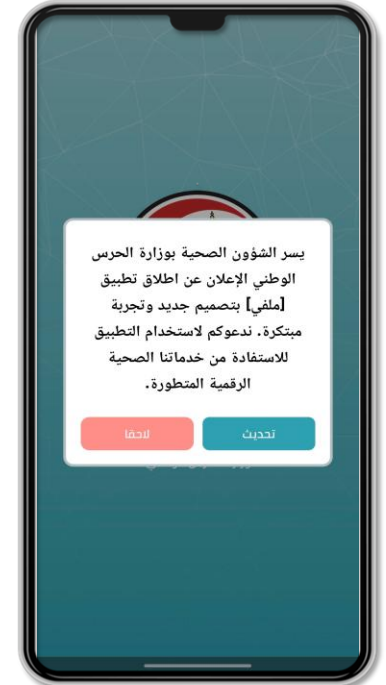 يسر الشؤون الصحية بوزارة الحرس
الوطني الإعلان عن اطلاق تطبيق
[ملفي] بتصميم جديد وتجربة
مبتكرة. ندعوكم لاستخدام التطبيق
للاستفادة من خدماتنا الصحية
الرقمية المتطورة.
تحديث
لاحقا